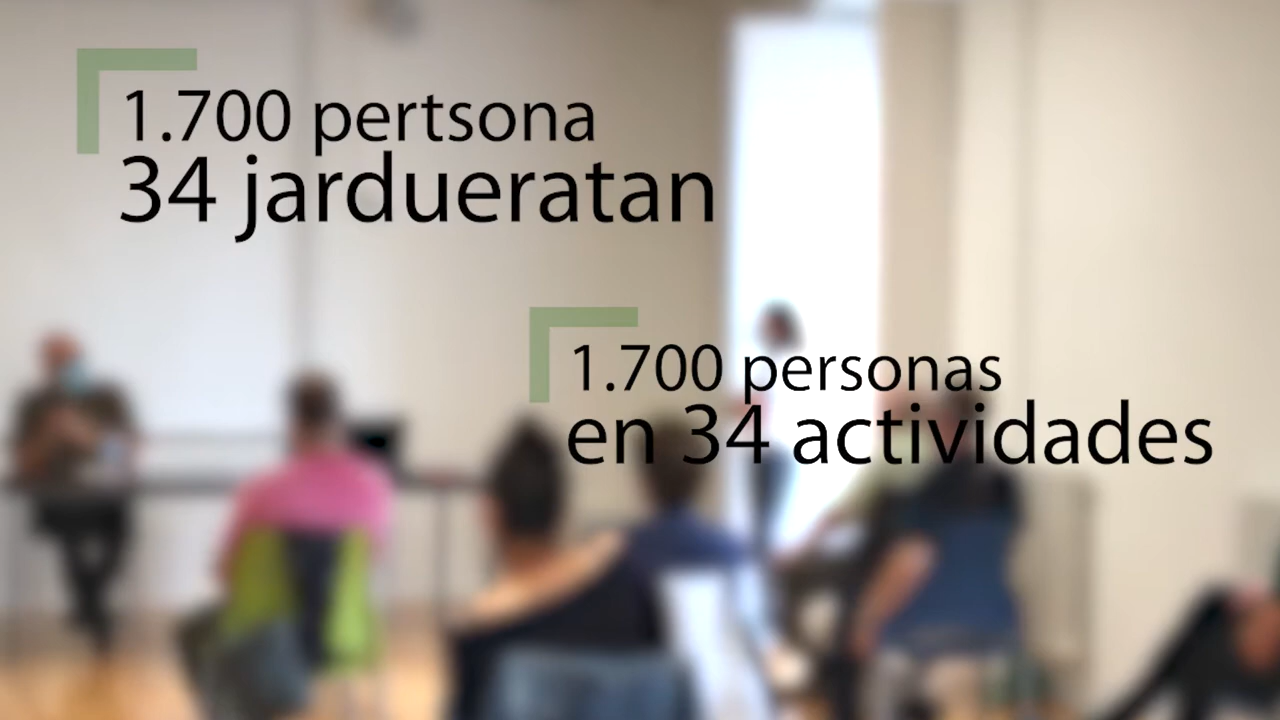 1.700 pertsona
34 jardueratan
1.700 personas
en 34 actividades